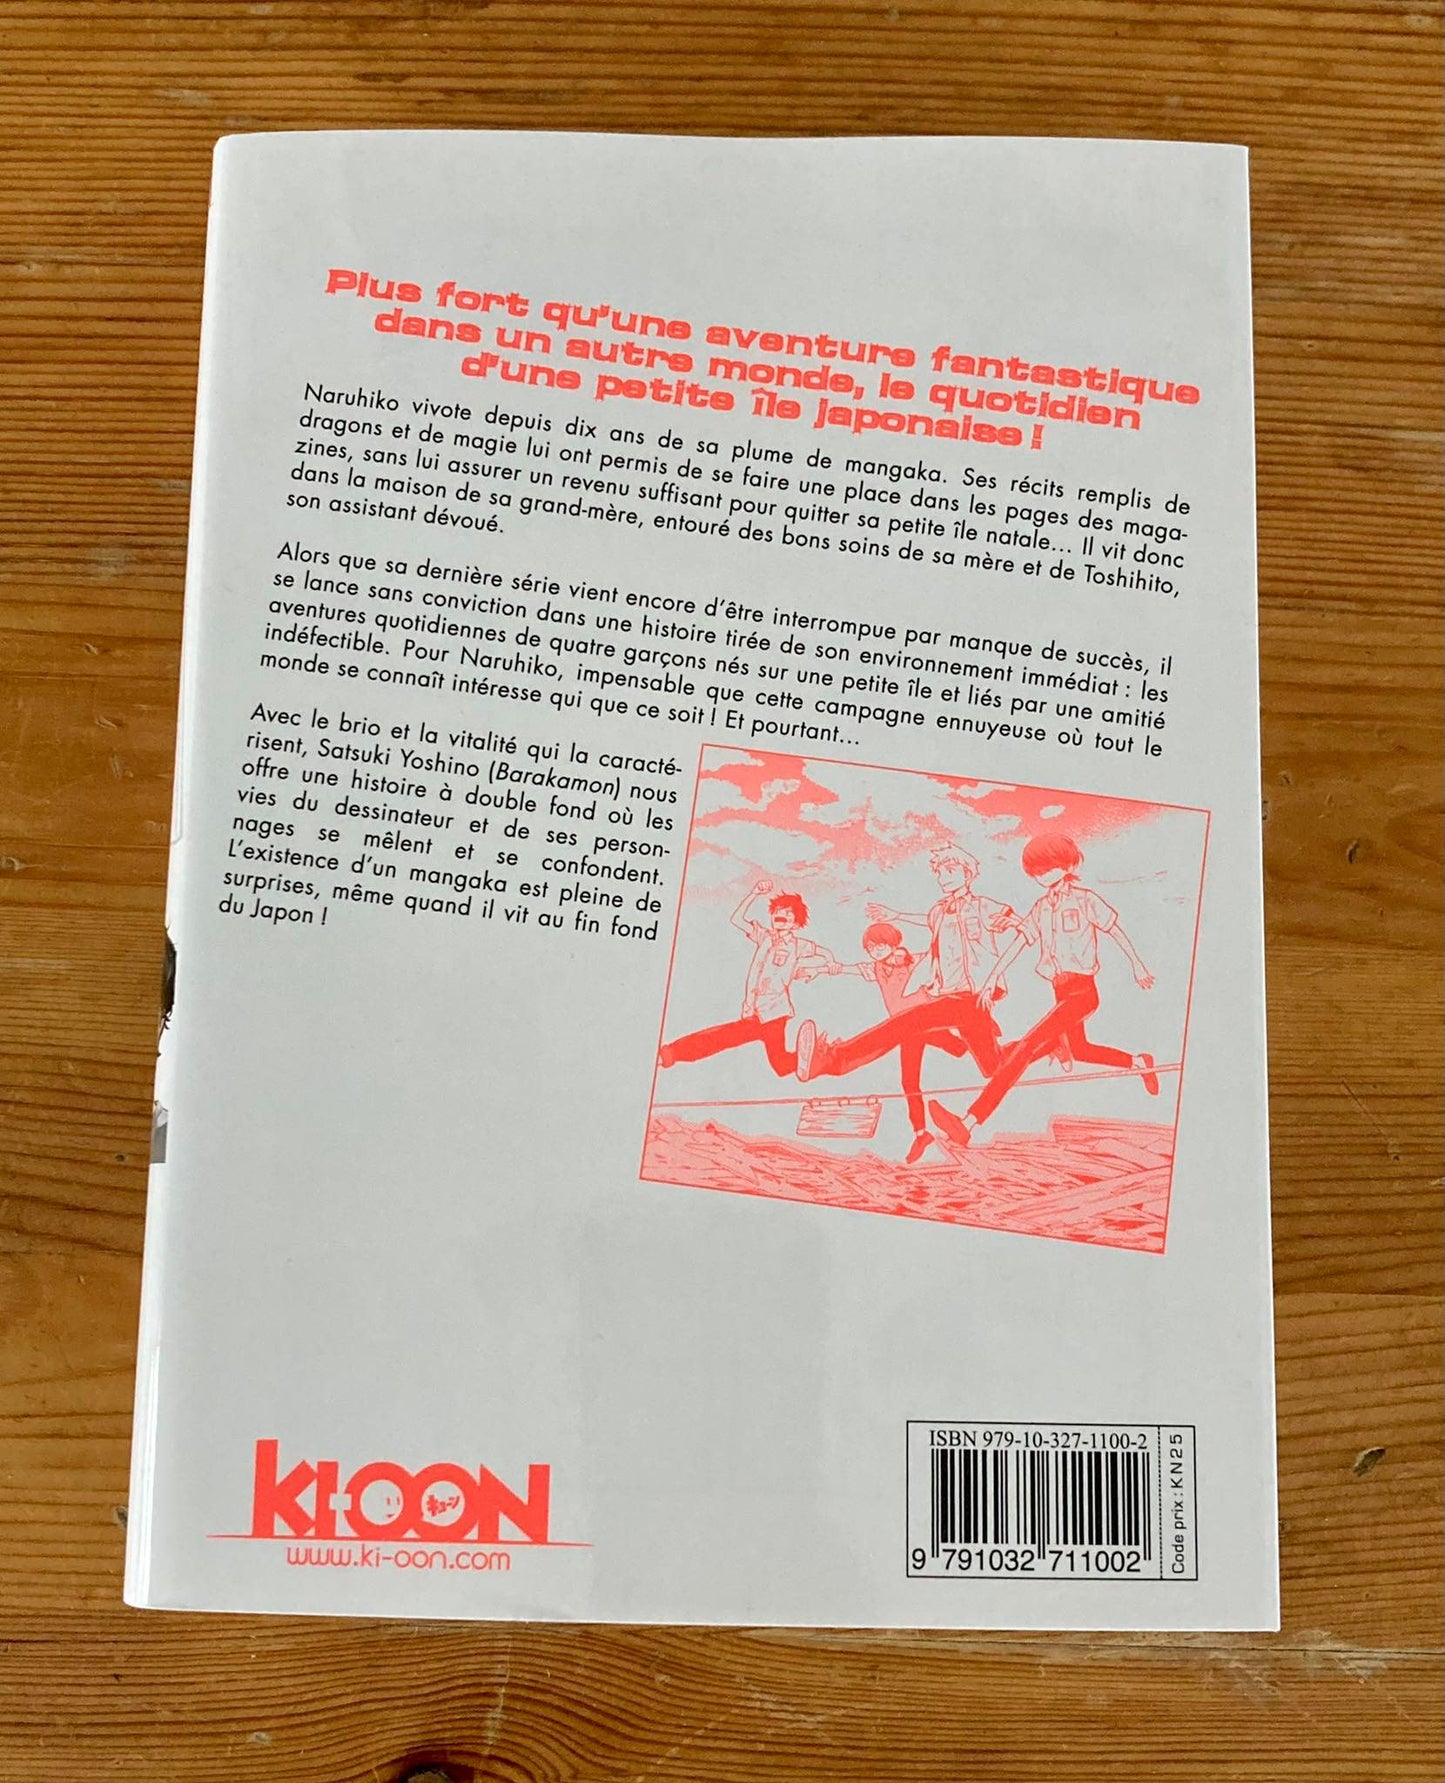 Plus fort qu'une aventure fantastique
dans un autre monde, le quotidien
d'une petite île japonaise !
Naruhiko vivote depuis dix ans de sa plume de mangaka. Ses récits remplis de
dragons et de magie lui ont permis de se faire une place dans les pages des maga-
zines, sans lui assurer un revenu suffisant pour quitter sa petite île natale... Il vit donc
dans la maison de sa grand-mère, entouré des bons soins de sa mère et de Toshihito,
son assistant dévoué.
Alors que sa dernière série vient encore d'être interrompue par manque de succès, il
se lance sans conviction dans une histoire tirée de son environnement immédiat : les
aventures quotidiennes de quatre garçons nés sur une petite île et liés par une amitié
indéfectible. Pour Naruhiko, impensable que cette campagne ennuyeuse où tout le
monde se connaît intéresse qui que ce soit ! Et pourtant...
Avec le brio et la vitalité qui la caracté-
risent, Satsuki Yoshino (Barakamon) nous
offre une histoire à double fond où les
vies du dessinateur et de ses person-
nages se mêlent et se confondent.
L'existence d'un mangaka est pleine de
surprises, même quand il vit au fin fond
du Japon !
KI-OON
キューン
www.ki-oon.com
ISBN 979-10-327-1100-2
9 791032 711002
Code prix : KN25